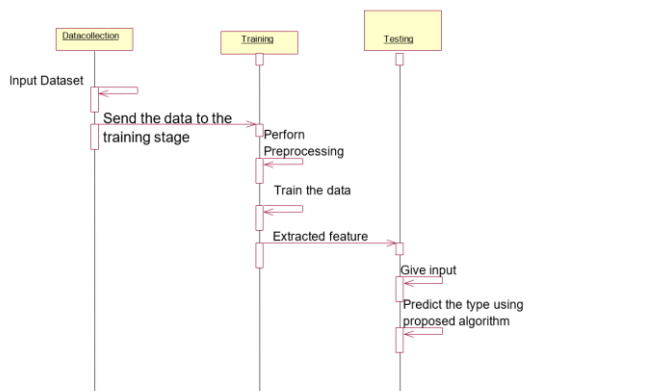 Datacollection
Training
Testing
Input Dataset
Send the data to the
training stage
Perforn
Preprocessing
Train the data
Extracted feature
Give input
Predict the type using
proposed algorithm